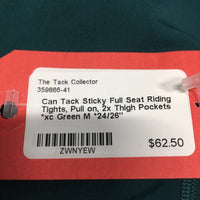 The Tack Collector
359866-41
Can Tack Sticky Full Seat Riding
Tights, Pull on, 2x Thigh Pockets
*xc Green M *24/26"
ZWNYEW
$62.50